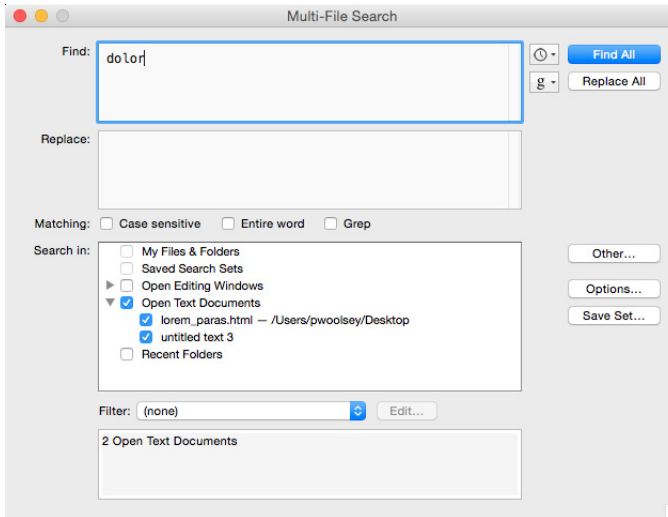 Multi-File Search
Find:
dolor
Find All
g
Replace All
Replace:
Matching: Case sensitive Entire word Grep
Search in:
My Files & Folders
Other...
Saved Search Sets
Open Editing Windows
Options...
Open Text Documents
lorem_paras.html — /Users/pwoolsey/Desktop
Save Set...
untitled text 3
Recent Folders
Filter: (none) Edit...
2 Open Text Documents